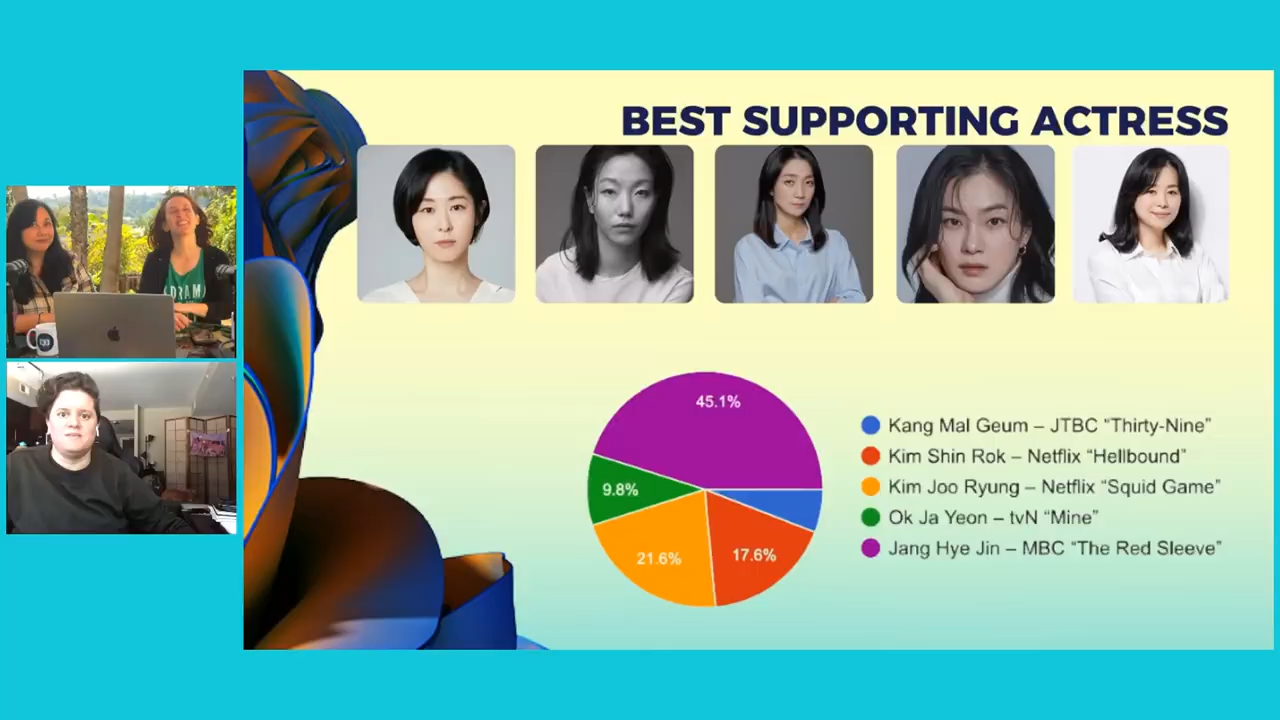 BEST SUPPORTING ACTRESS
45.1%
9.8%
21.6%
17.6%
Kang Mal Geum – JTBC “Thirty-Nine”
Kim Shin Rok – Netflix “Hellbound”
Kim Joo Ryung – Netflix “Squid Game”
Ok Ja Yeon – tvN “Mine”
Jang Hye Jin – MBC “The Red Sleeve”